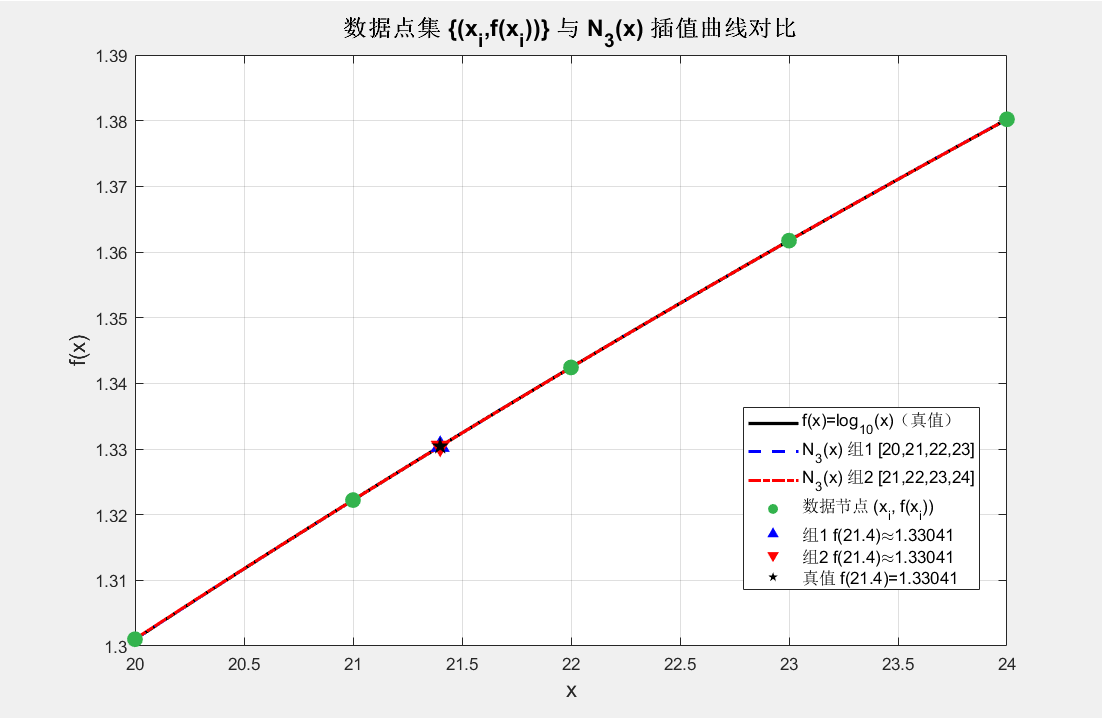 数据点集 {(xi,f(xi))} 与 N3(x) 插值曲线对比
1.39
1.38
1.37
1.36
1.35
1.34
1.33
1.32
1.31
1.3
f(x)
f(x)=log10(x)（真值）
N3(x) 组1 [20,21,22,23]
N3(x) 组2 [21,22,23,24]
数据节点 (xi, f(xi))
组1 f(21.4)≈1.33041
组2 f(21.4)≈1.33041
真值 f(21.4)=1.33041
20 20.5 21 21.5 22 22.5 23 23.5 24
x